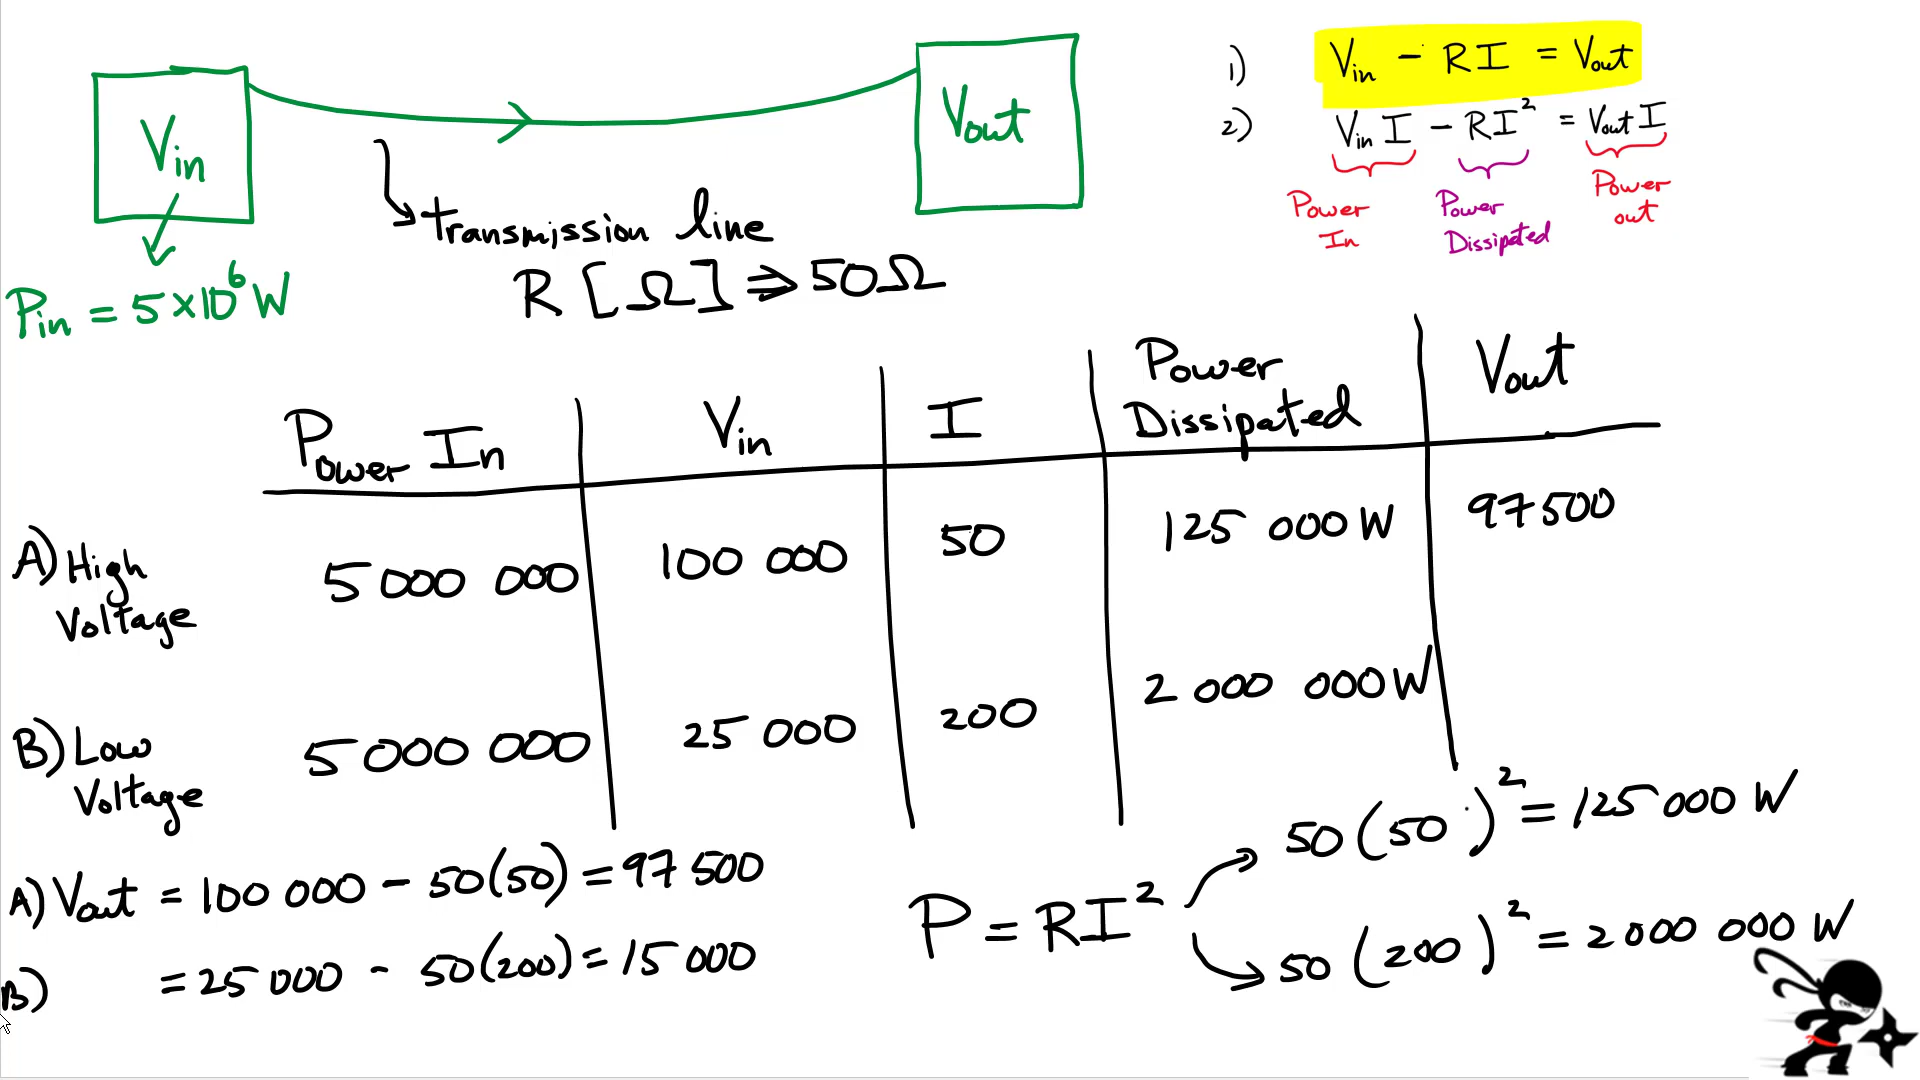 Vin
Vout
1) Vin - RI = Vout
2) Vin I - RI² = Vout I
Power In
Power Dissipated
Power out
transmission line
R [Ω] ⇒ 50Ω
Pin = 5×10⁶ W
Power In Vin I Power Dissipated Vout
A) High Voltage 5 000 000 100 000 50 125 000 W 97500
B) Low Voltage 5 000 000 25 000 200 2 000 000 W
A) Vout = 100 000 - 50(50) = 97 500
B) = 25 000 - 50(200) = 15 000
P = RI²
50(50)² = 125 000 W
50(200)² = 2 000 000 W